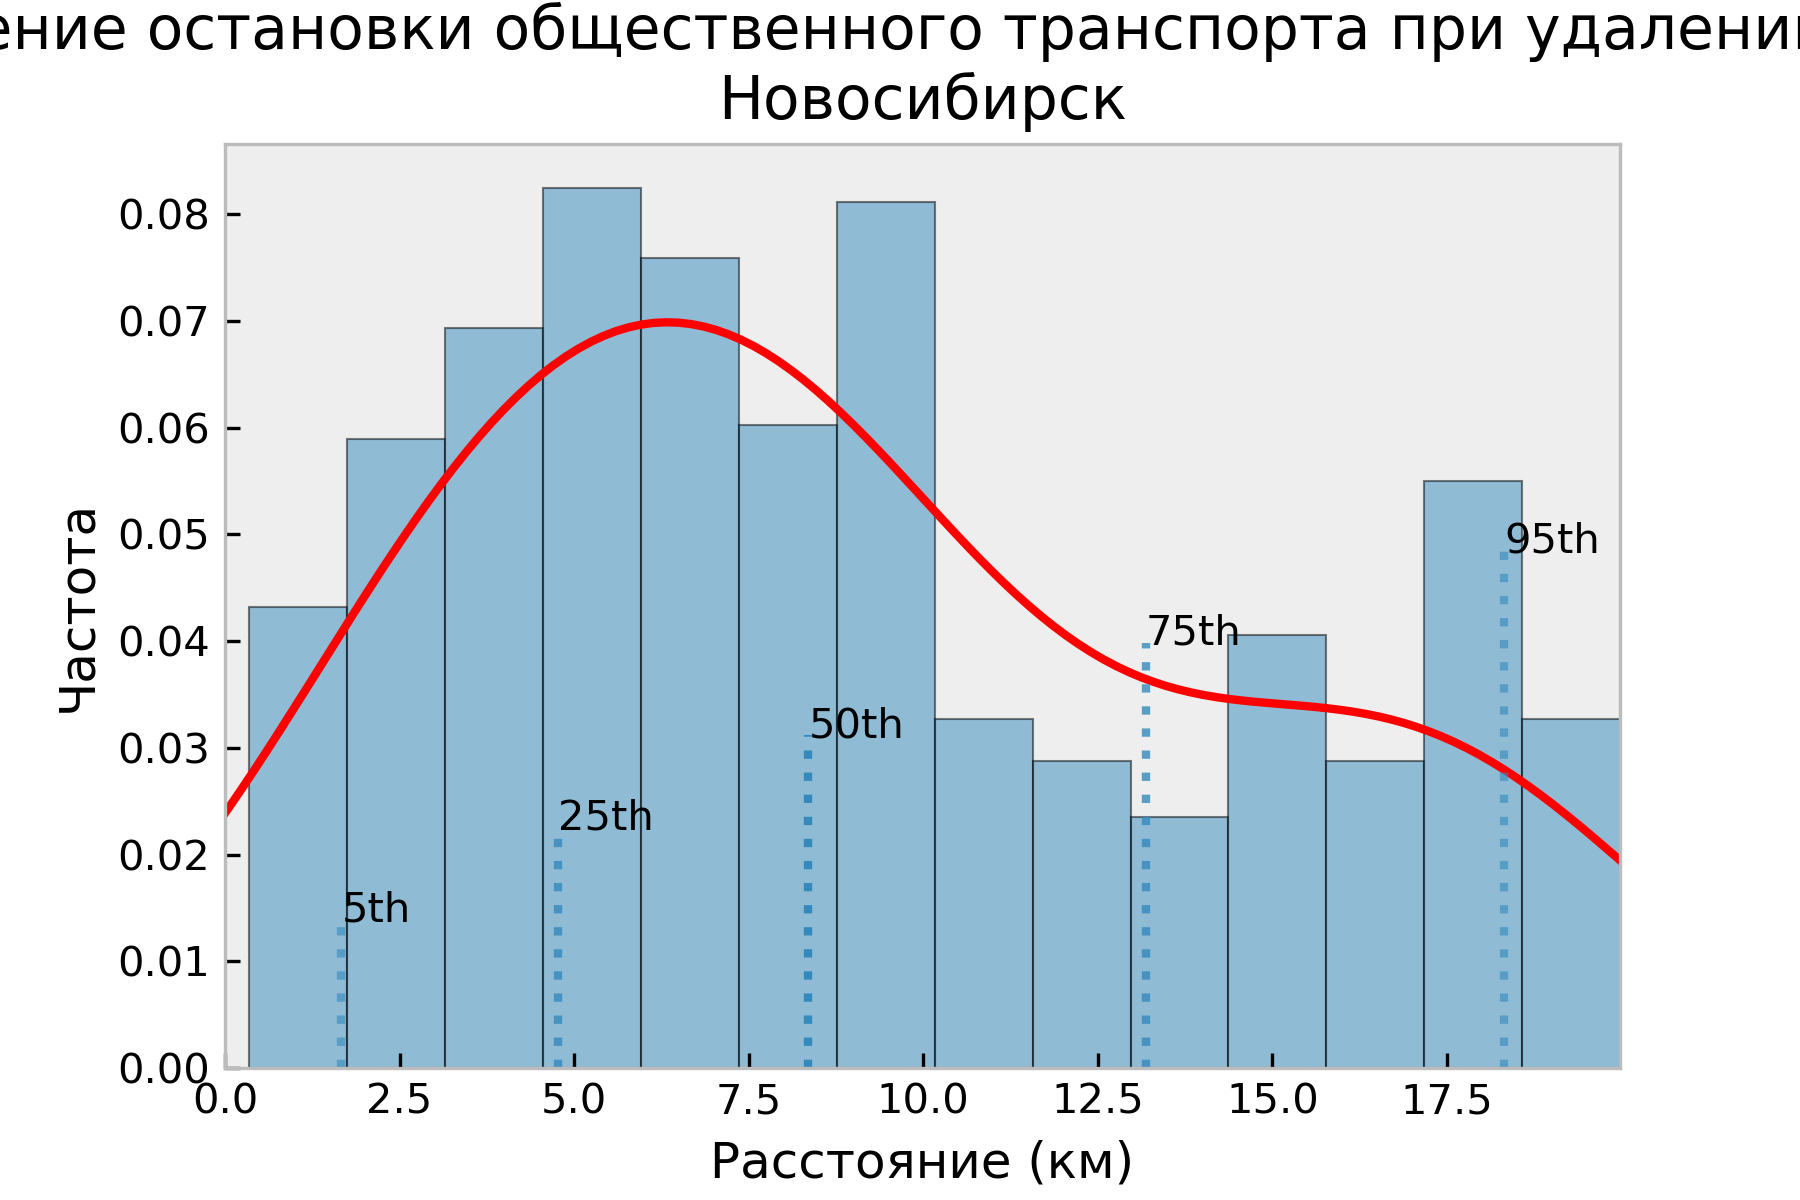 ение остановки общественного транспорта при удалени
Новосибирск
0.08
0.07
0.06
0.05
0.04
0.03
0.02
0.01
0.00
Частота
5th
25th
50th
75th
95th
0.0 2.5 5.0 7.5 10.0 12.5 15.0 17.5
Расстояние (км)